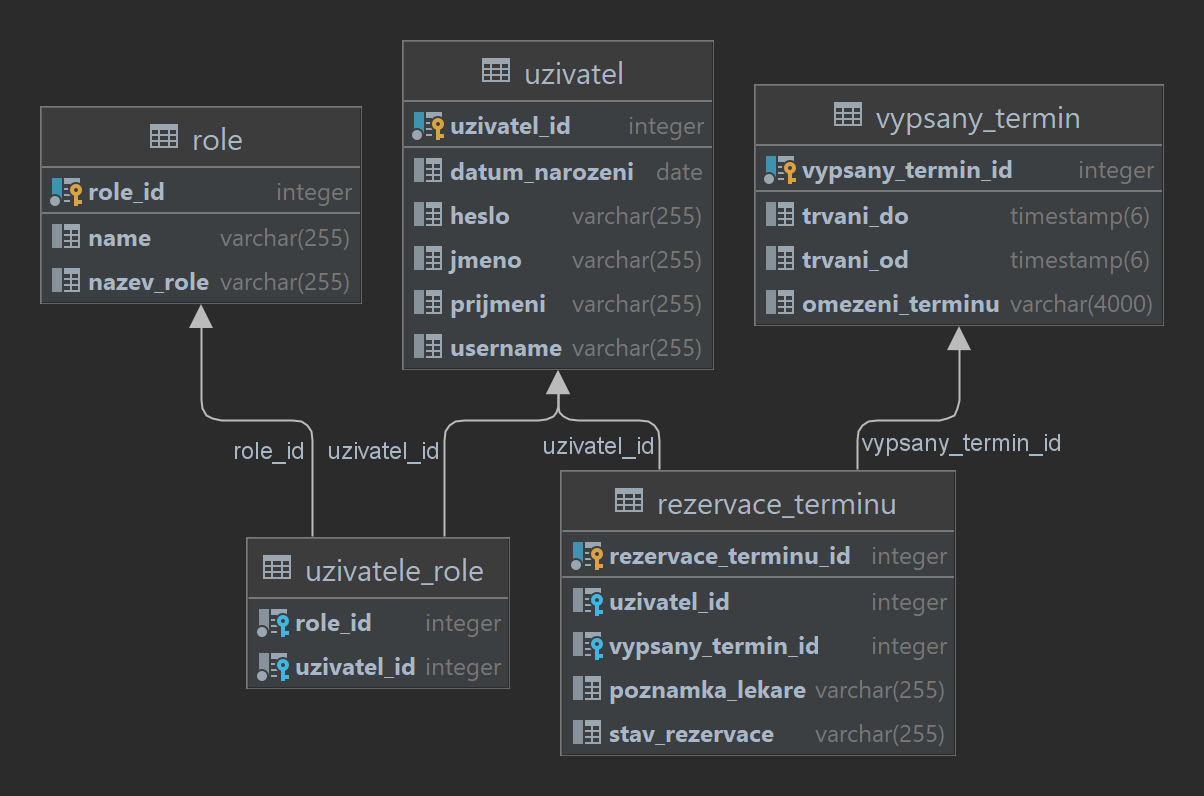 role
role_id integer
name varchar(255)
nazev_role varchar(255)
uzivatel
uzivatel_id integer
datum_narozeni date
heslo varchar(255)
jmeno varchar(255)
prijmeni varchar(255)
username varchar(255)
vypsany_termin
vypsany_termin_id integer
trvani_do timestamp(6)
trvani_od timestamp(6)
omezeni_terminu varchar(4000)
role_id
uzivatel_id
uzivatel_id
vypsany_termin_id
uzivatele_role
role_id integer
uzivatel_id integer
rezervace_terminu
rezervace_terminu_id integer
uzivatel_id integer
vypsany_termin_id integer
poznamka_lekare varchar(255)
stav_rezervace varchar(255)